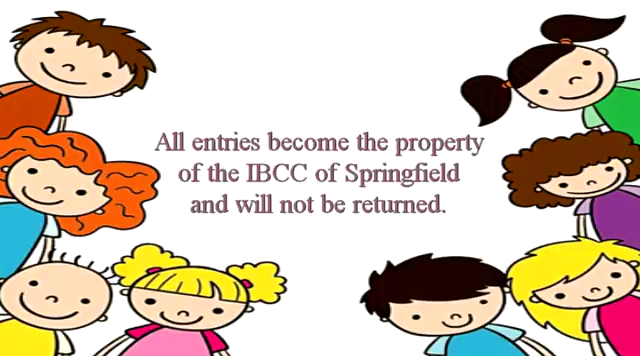 All entries become the property
of the IBCC of Springfield
and will not be returned.